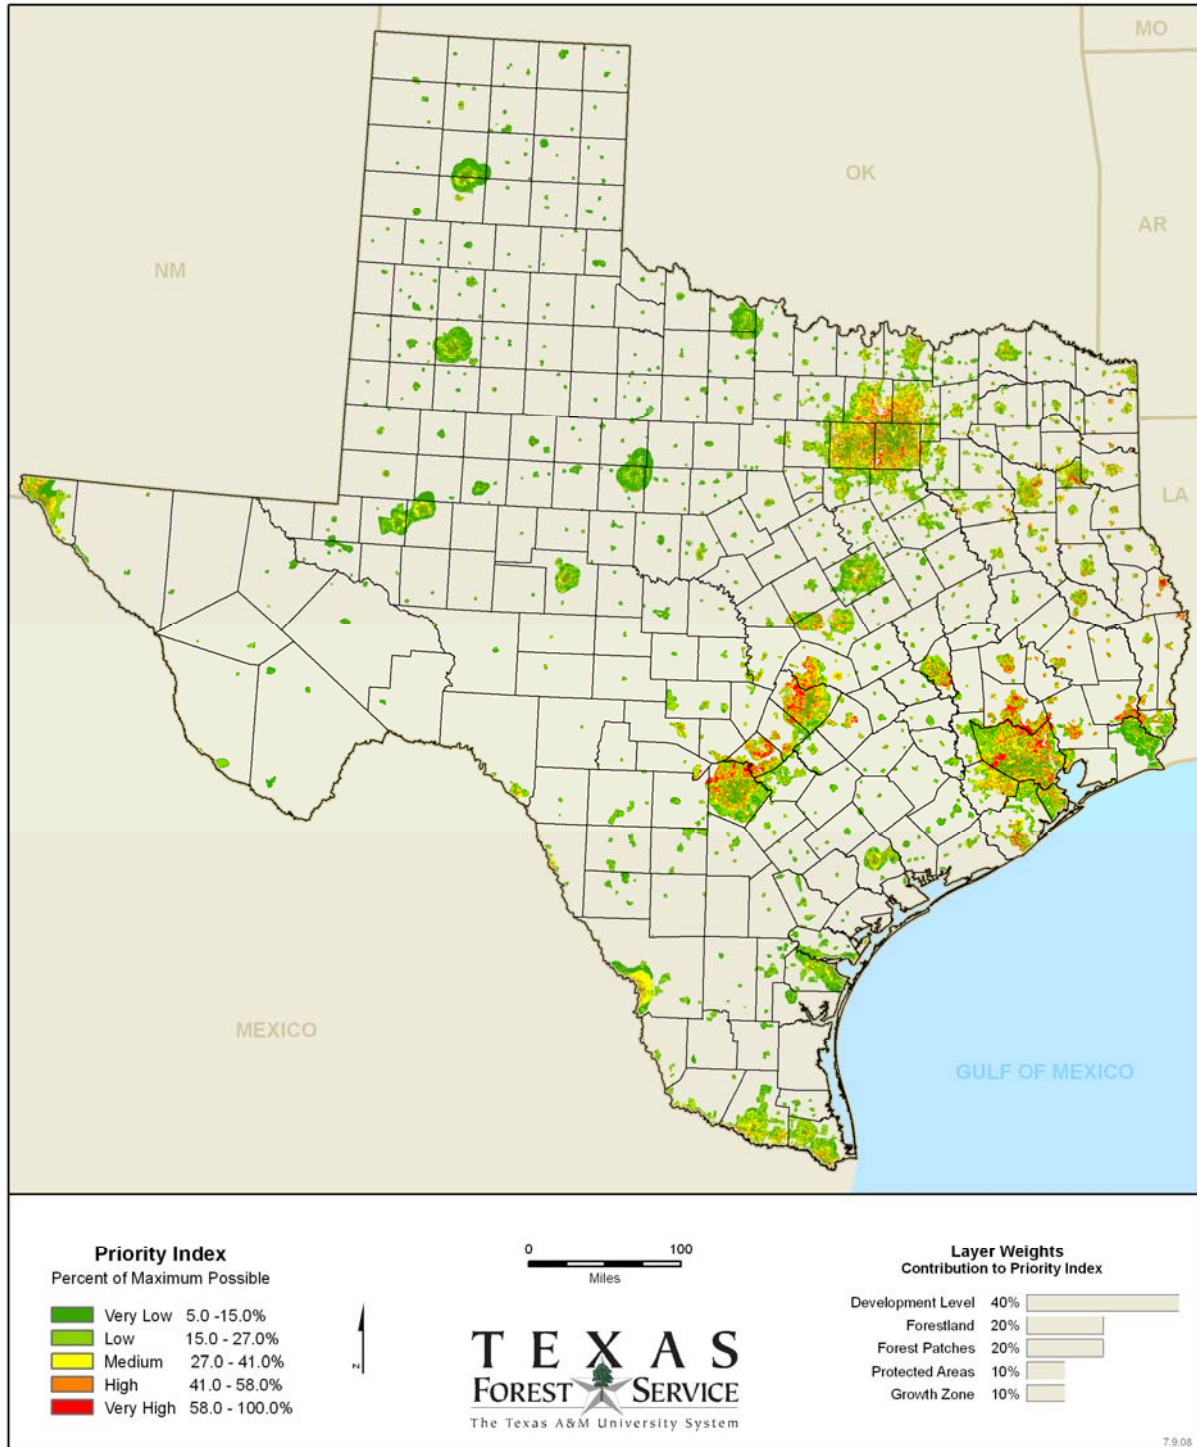 MO
OK
AR
NM
LA
MEXICO
GULF OF MEXICO
Priority Index
Percent of Maximum Possible
Very Low 5.0 -15.0%
Low 15.0 - 27.0%
Medium 27.0 - 41.0%
High 41.0 - 58.0%
Very High 58.0 - 100.0%
N
0 100
Miles
TEXAS
FOREST SERVICE
The Texas A&M University System
Layer Weights
Contribution to Priority Index
Development Level 40%
Forestland 20%
Forest Patches 20%
Protected Areas 10%
Growth Zone 10%
7.9.08